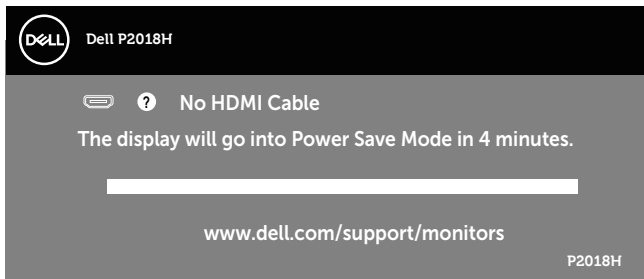 DELL
Dell P2018H
? No HDMI Cable
The display will go into Power Save Mode in 4 minutes.
www.dell.com/support/monitors
P2018H